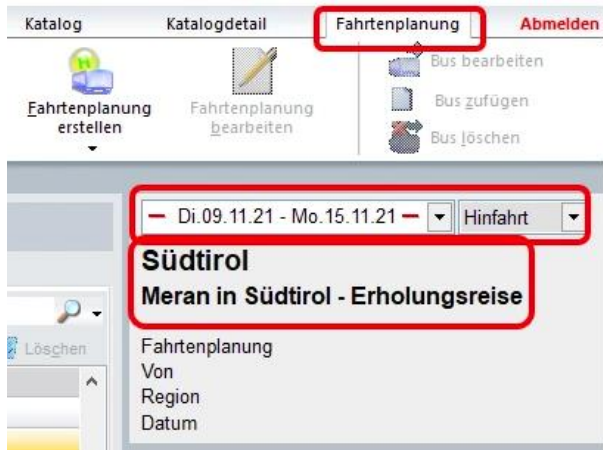 Katalog Katalogdetail Fahrtenplanung Abmelden
Fahrtenplanung
erstellen
Fahrtenplanung
bearbeiten
Bus bearbeiten
Bus zufügen
Bus löschen
— Di.09.11.21 - Mo.15.11.21 — Hinfahrt
Südtirol
Meran in Südtirol - Erholungsreise
Löschen
Fahrtenplanung
Von
Region
Datum